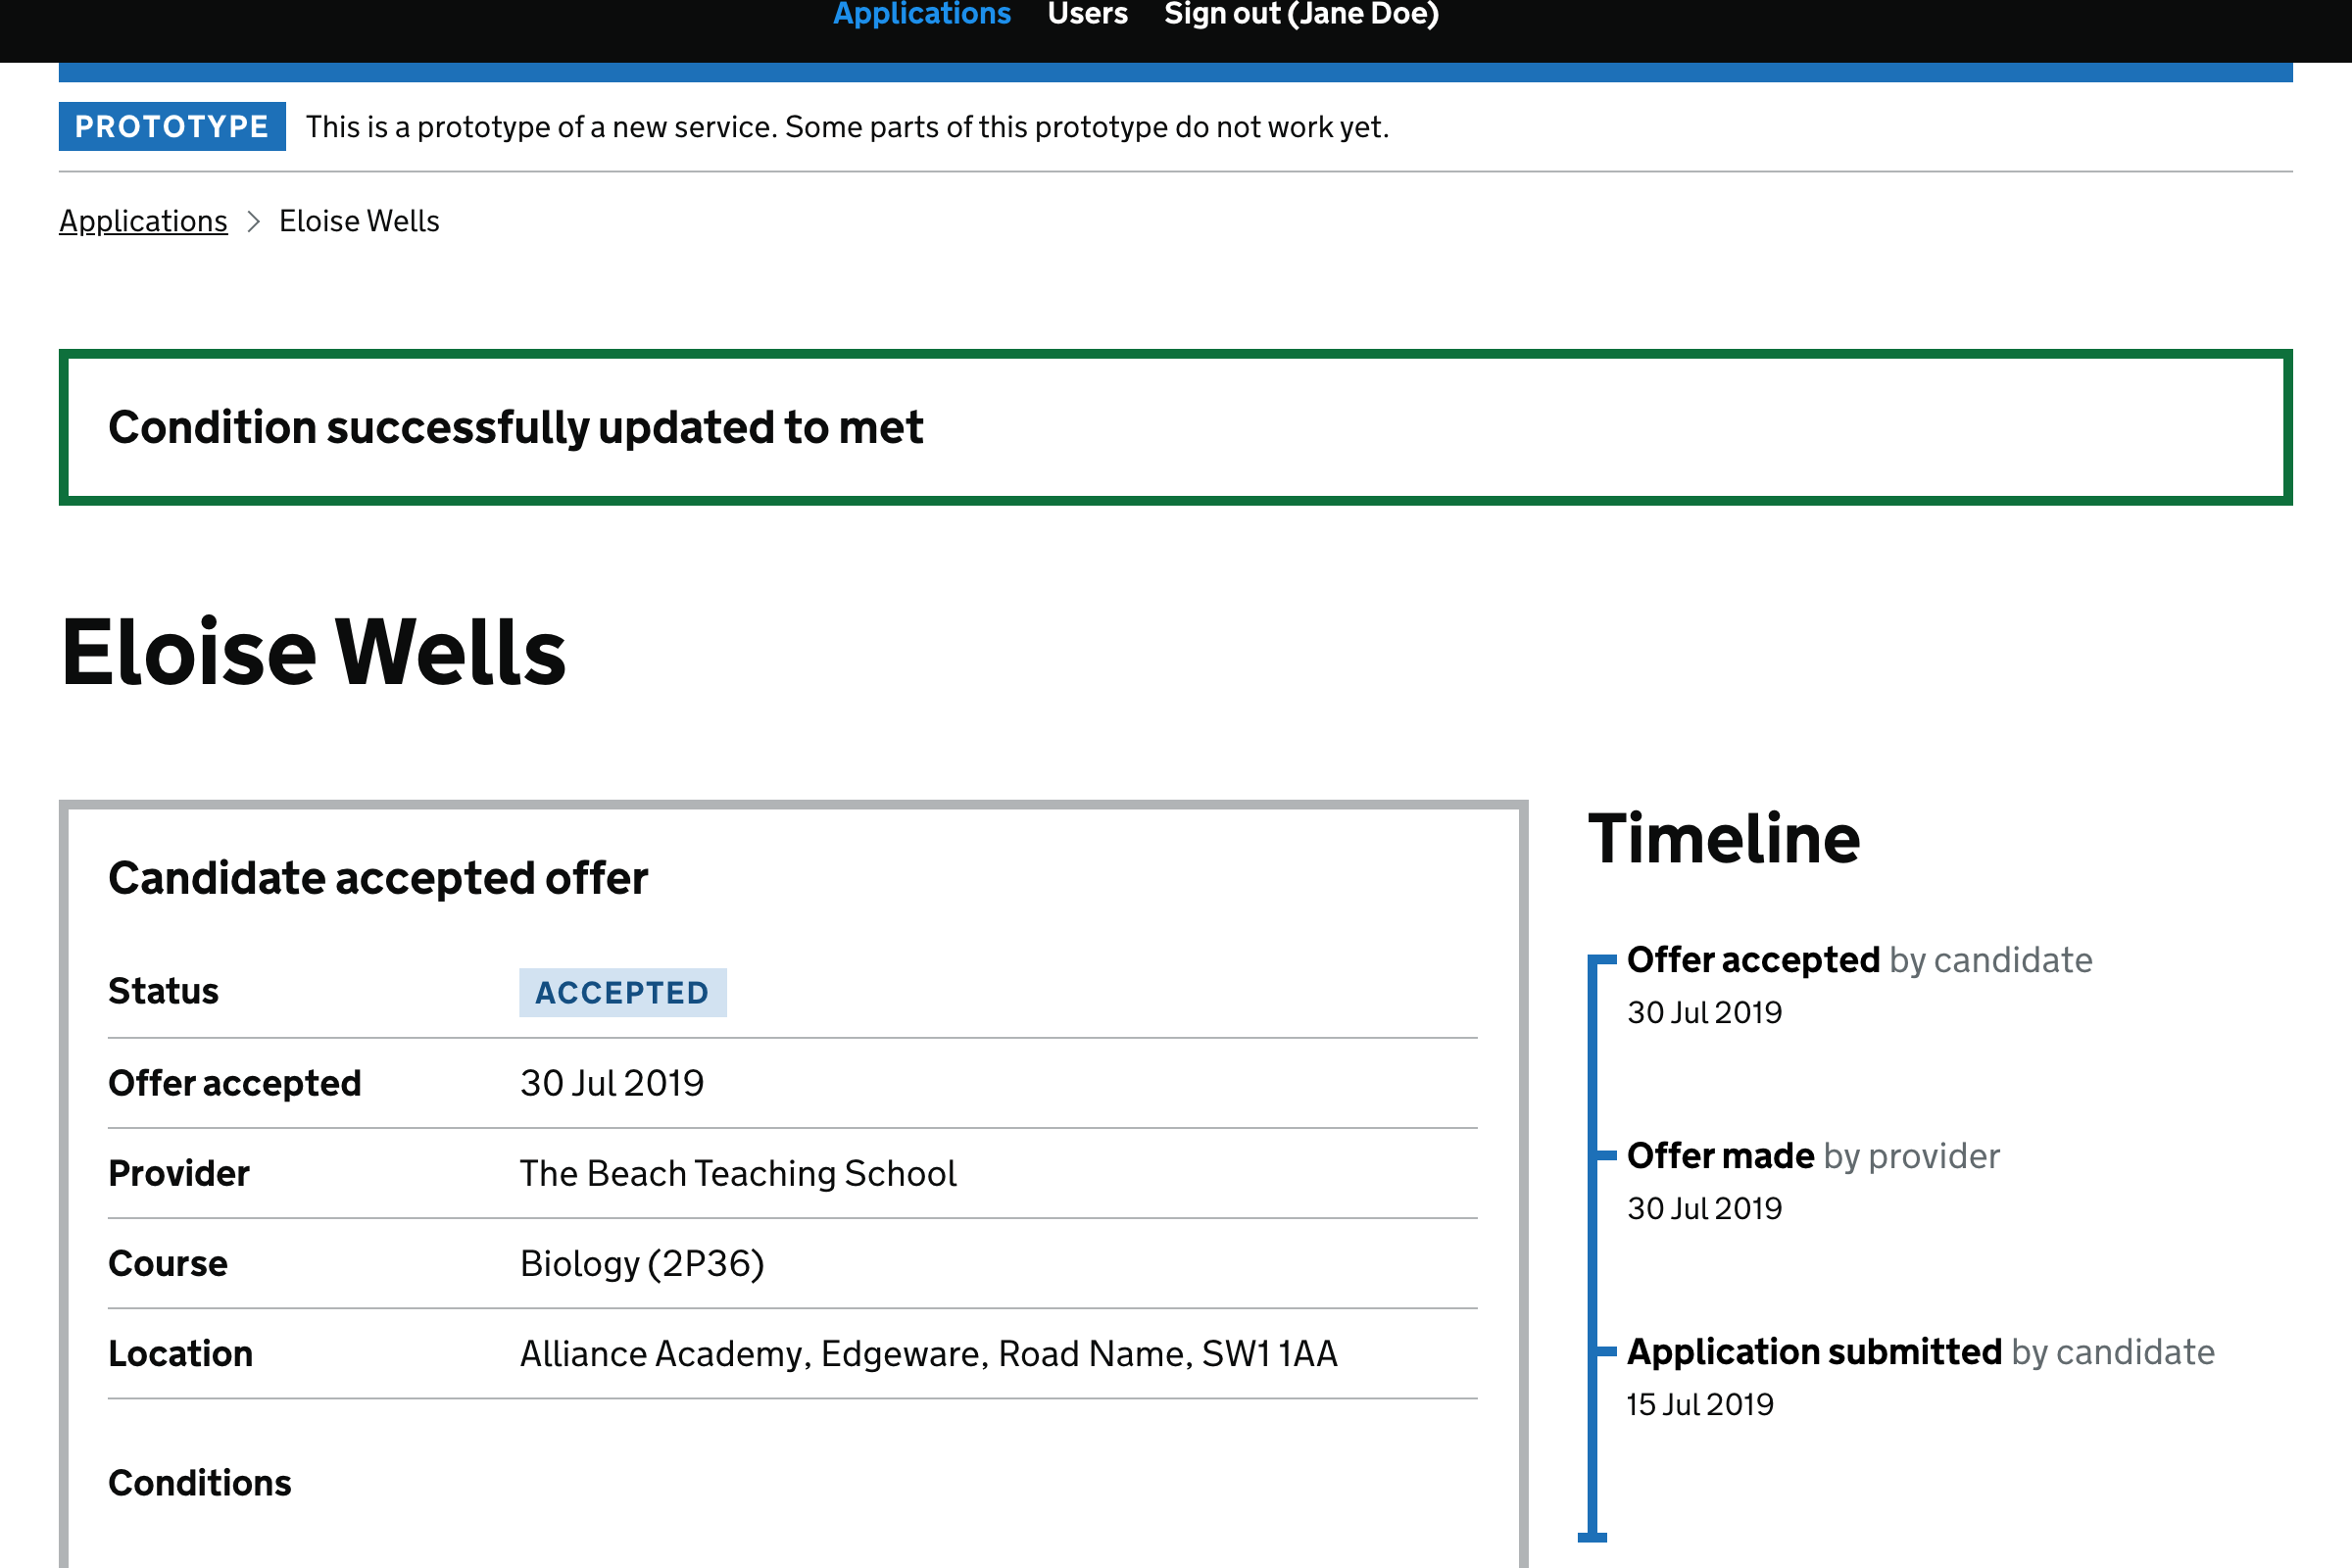 Applications Users Sign out (Jane Doe)
PROTOTYPE This is a prototype of a new service. Some parts of this prototype do not work yet.
Applications Eloise Wells
Condition successfully updated to met
Eloise Wells
Candidate accepted offer
Status ACCEPTED
Offer accepted 30 Jul 2019
Provider The Beach Teaching School
Course Biology (2P36)
Location Alliance Academy, Edgeware, Road Name, SW1 1AA
Conditions
Timeline
Offer accepted by candidate
30 Jul 2019
Offer made by provider
30 Jul 2019
Application submitted by candidate
15 Jul 2019